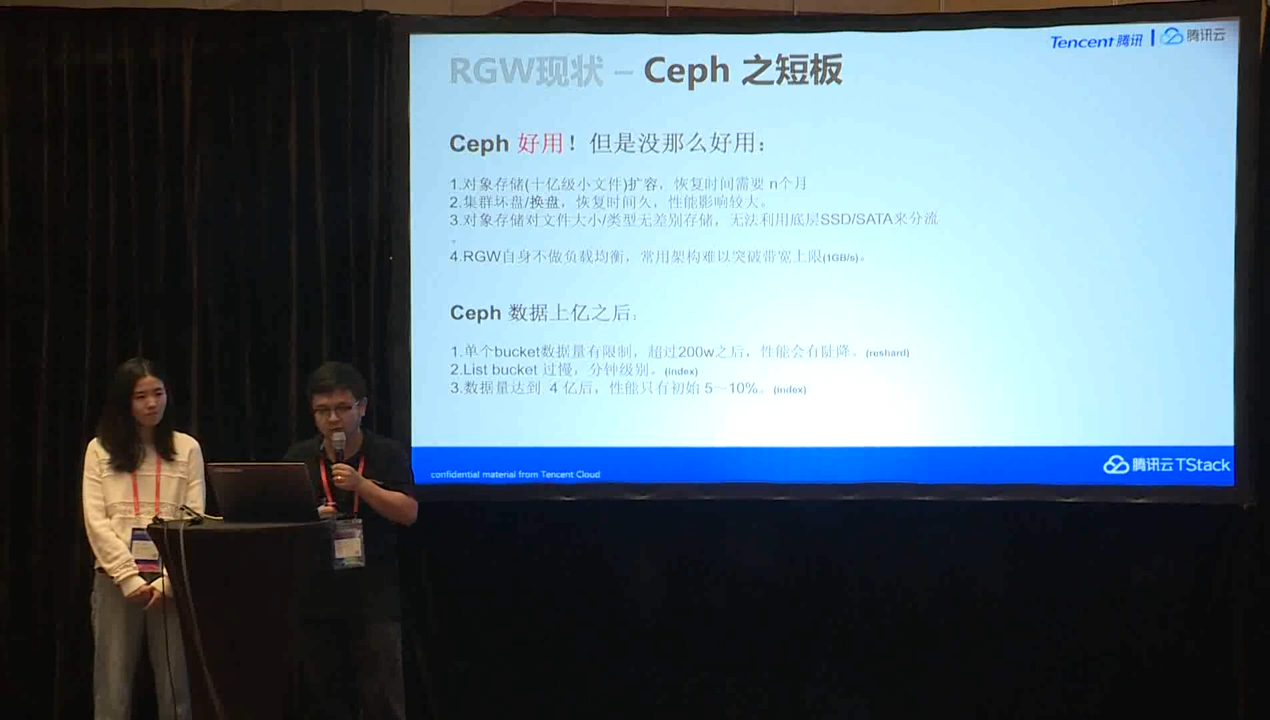 Tencent 腾讯 | 腾讯云
RGW现状 – Ceph 之短板
Ceph 好用！但是没那么好用：
1.对象存储(十亿级小文件)扩容，恢复时间需要 n个月
2.集群坏盘/换盘，恢复时间久，性能影响较大。
3.对象存储对文件大小/类型无差别存储，无法利用底层SSD/SATA来分流
。
4.RGW自身不做负载均衡，常用架构难以突破带宽上限(1GB/s)。
Ceph 数据上亿之后：
1.单个bucket数据量有限制，超过200w之后，性能会有陡降。(reshard)
2.List bucket 过慢，分钟级别。(index)
3.数据量达到 4 亿后，性能只有初始 5～10%。(index)
confidential material from Tencent Cloud
腾讯云TStack